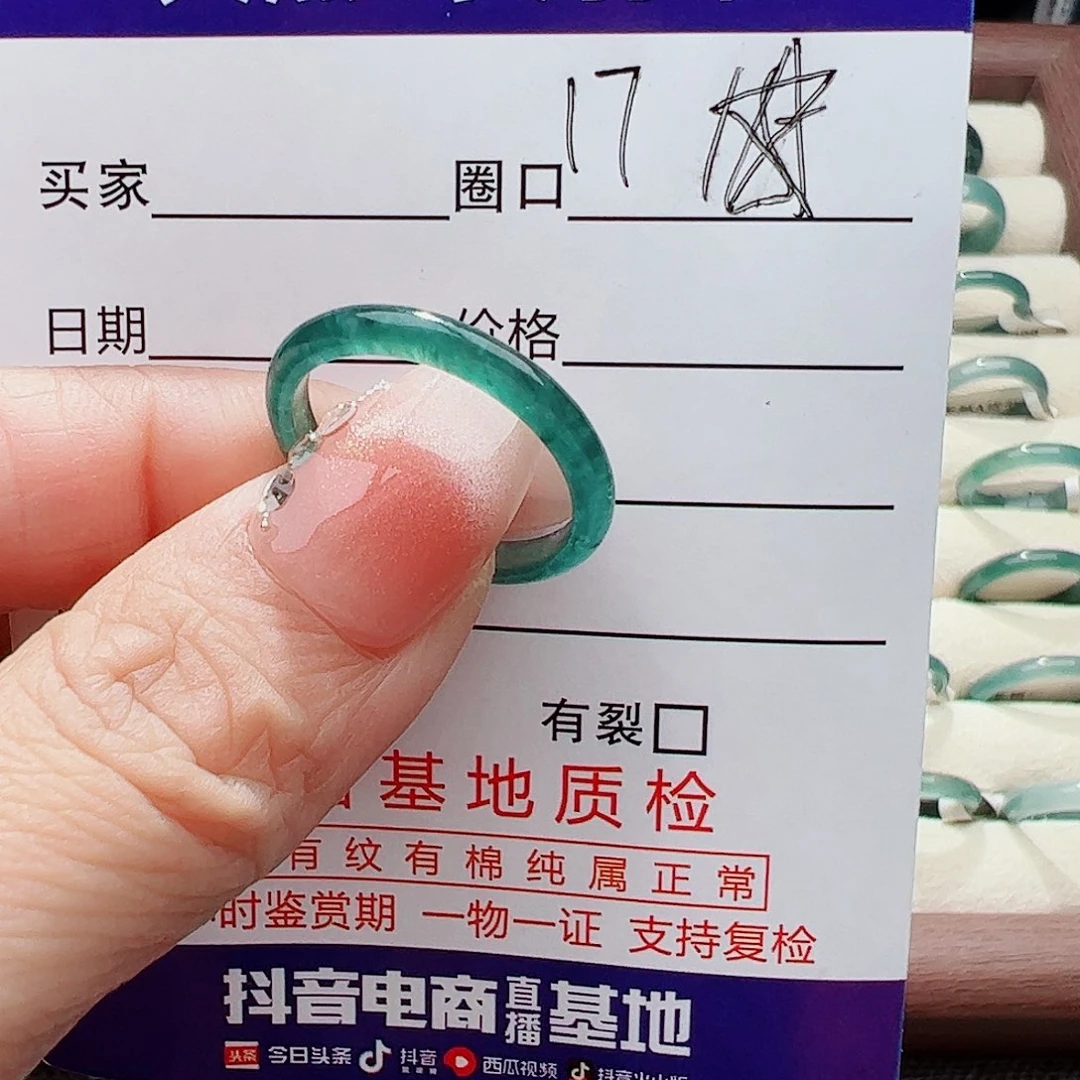 买家 圈口 17
日期 价格
有裂
基地质检
有纹有棉纯属正常
时鉴赏期 一物一证 支持复检
抖音电商直播基地
头条 今日头条 抖音 西瓜视频